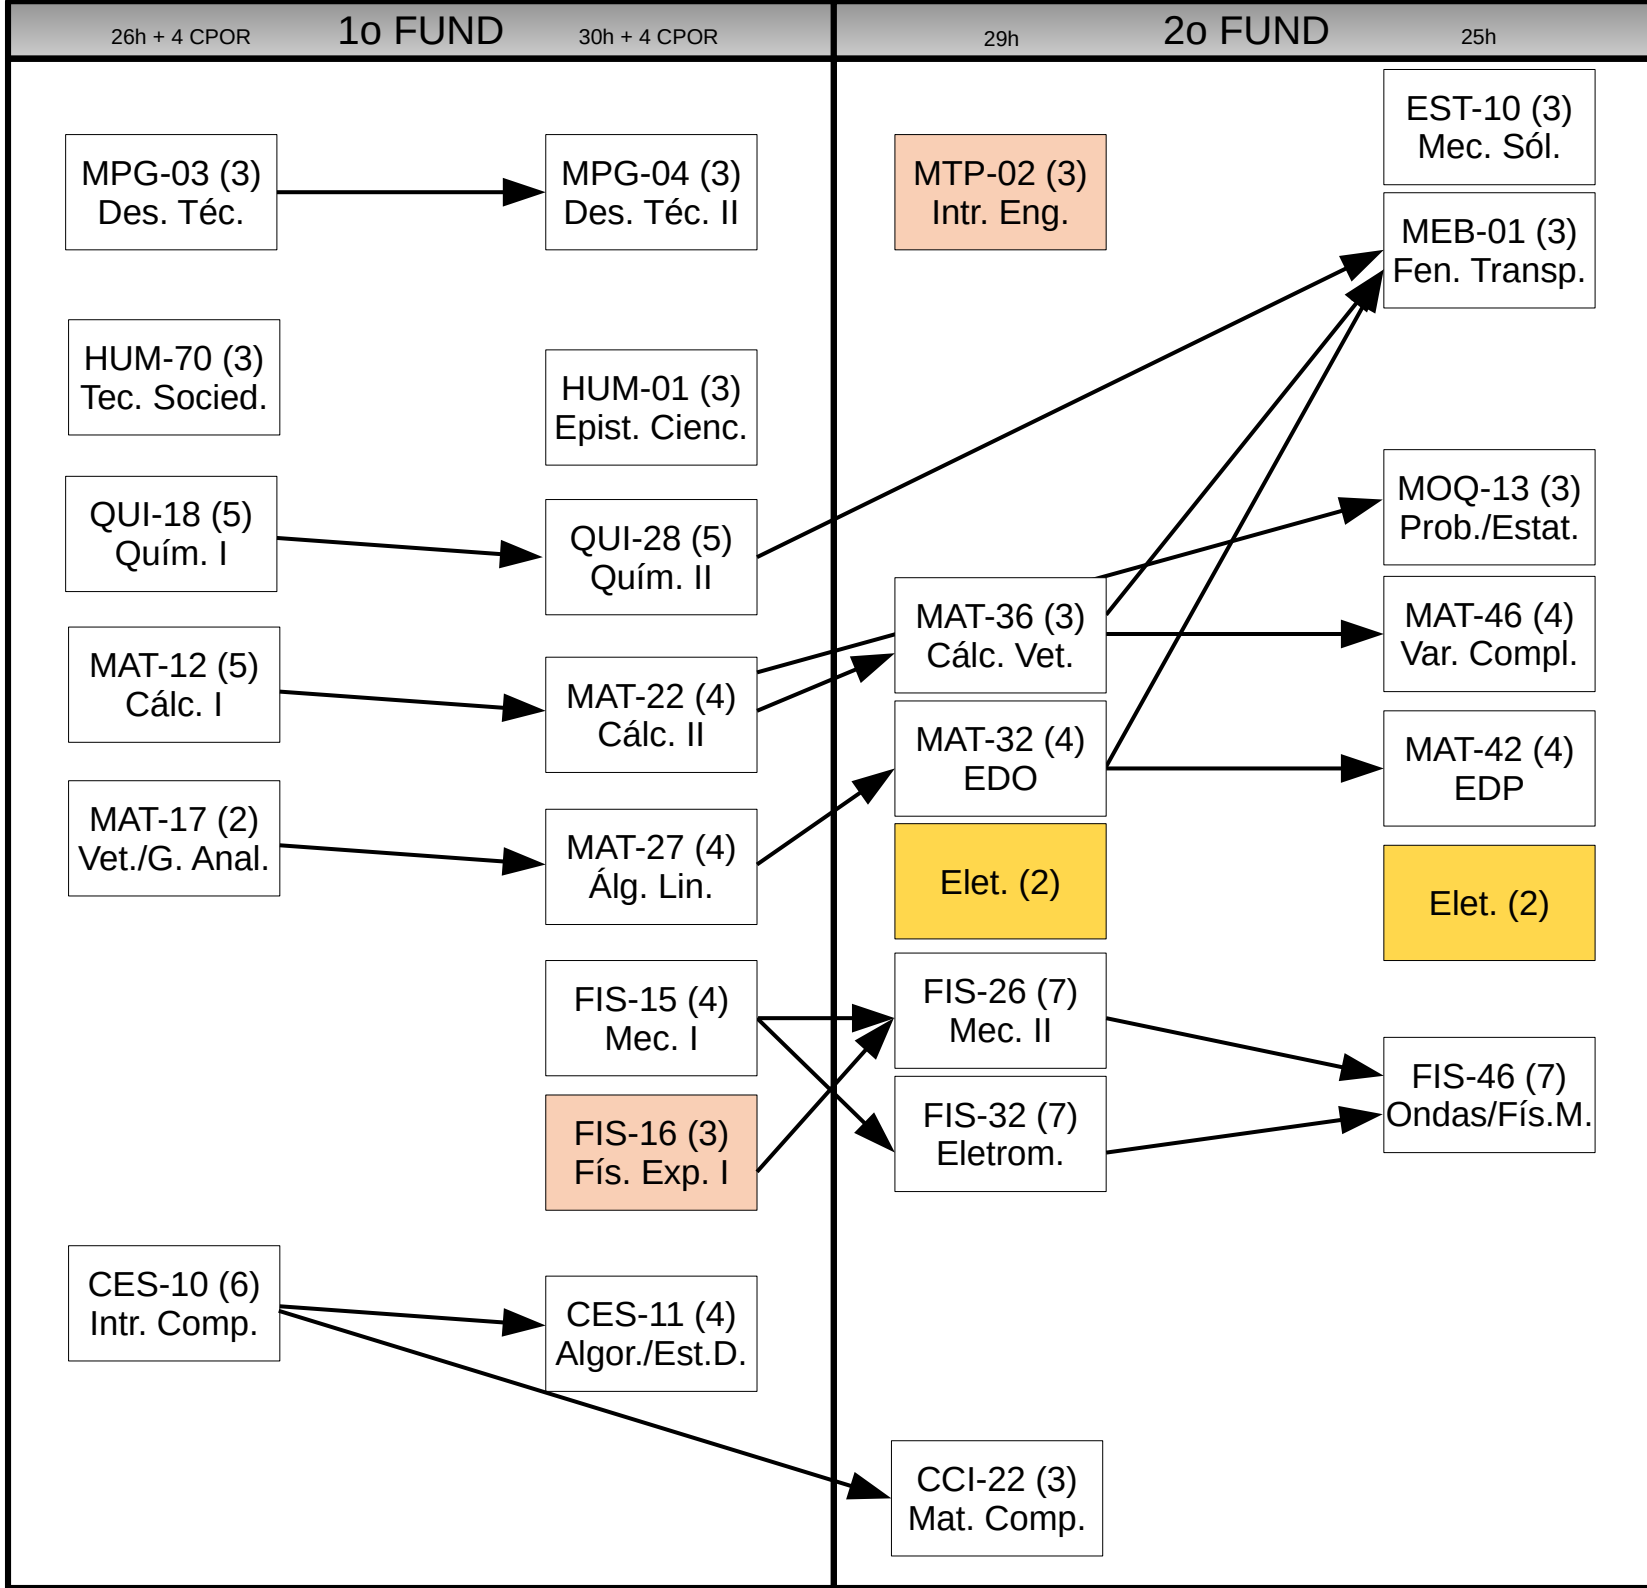 26h + 4 CPOR 1o FUND 30h + 4 CPOR 29h 2o FUND 25h
MPG-03 (3)
Des. Téc.
HUM-70 (3)
Tec. Socied.
QUI-18 (5)
Quím. I
MAT-12 (5)
Cálc. I
MAT-17 (2)
Vet./G. Anal.
CES-10 (6)
Intr. Comp.
MPG-04 (3)
Des. Téc. II
HUM-01 (3)
Epist. Cienc.
QUI-28 (5)
Quím. II
MAT-22 (4)
Cálc. II
MAT-27 (4)
Álg. Lin.
FIS-15 (4)
Mec. I
FIS-16 (3)
Fís. Exp. I
CES-11 (4)
Algor./Est.D.
MTP-02 (3)
Intr. Eng.
MAT-36 (3)
Cálc. Vet.
MAT-32 (4)
EDO
Elet. (2)
FIS-26 (7)
Mec. II
FIS-32 (7)
Eletrom.
CCI-22 (3)
Mat. Comp.
EST-10 (3)
Mec. Sól.
MEB-01 (3)
Fen. Transp.
MOQ-13 (3)
Prob./Estat.
MAT-46 (4)
Var. Compl.
MAT-42 (4)
EDP
Elet. (2)
FIS-46 (7)
Ondas/Fís.M.